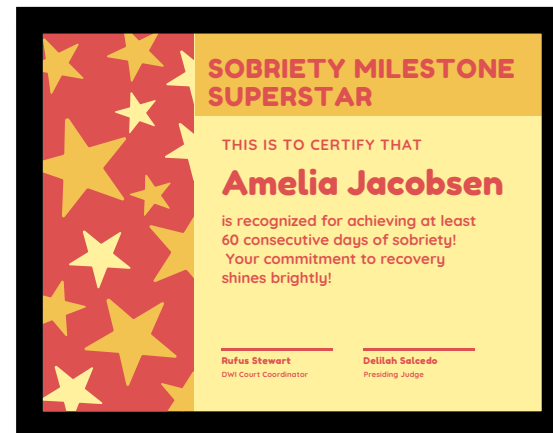 SOBRIETY MILESTONE
SUPERSTAR
THIS IS TO CERTIFY THAT
Amelia Jacobsen
is recognized for achieving at least
60 consecutive days of sobriety!
Your commitment to recovery
shines brightly!
Rufus Stewart
DWI Court Coordinator
Delilah Salcedo
Presiding Judge